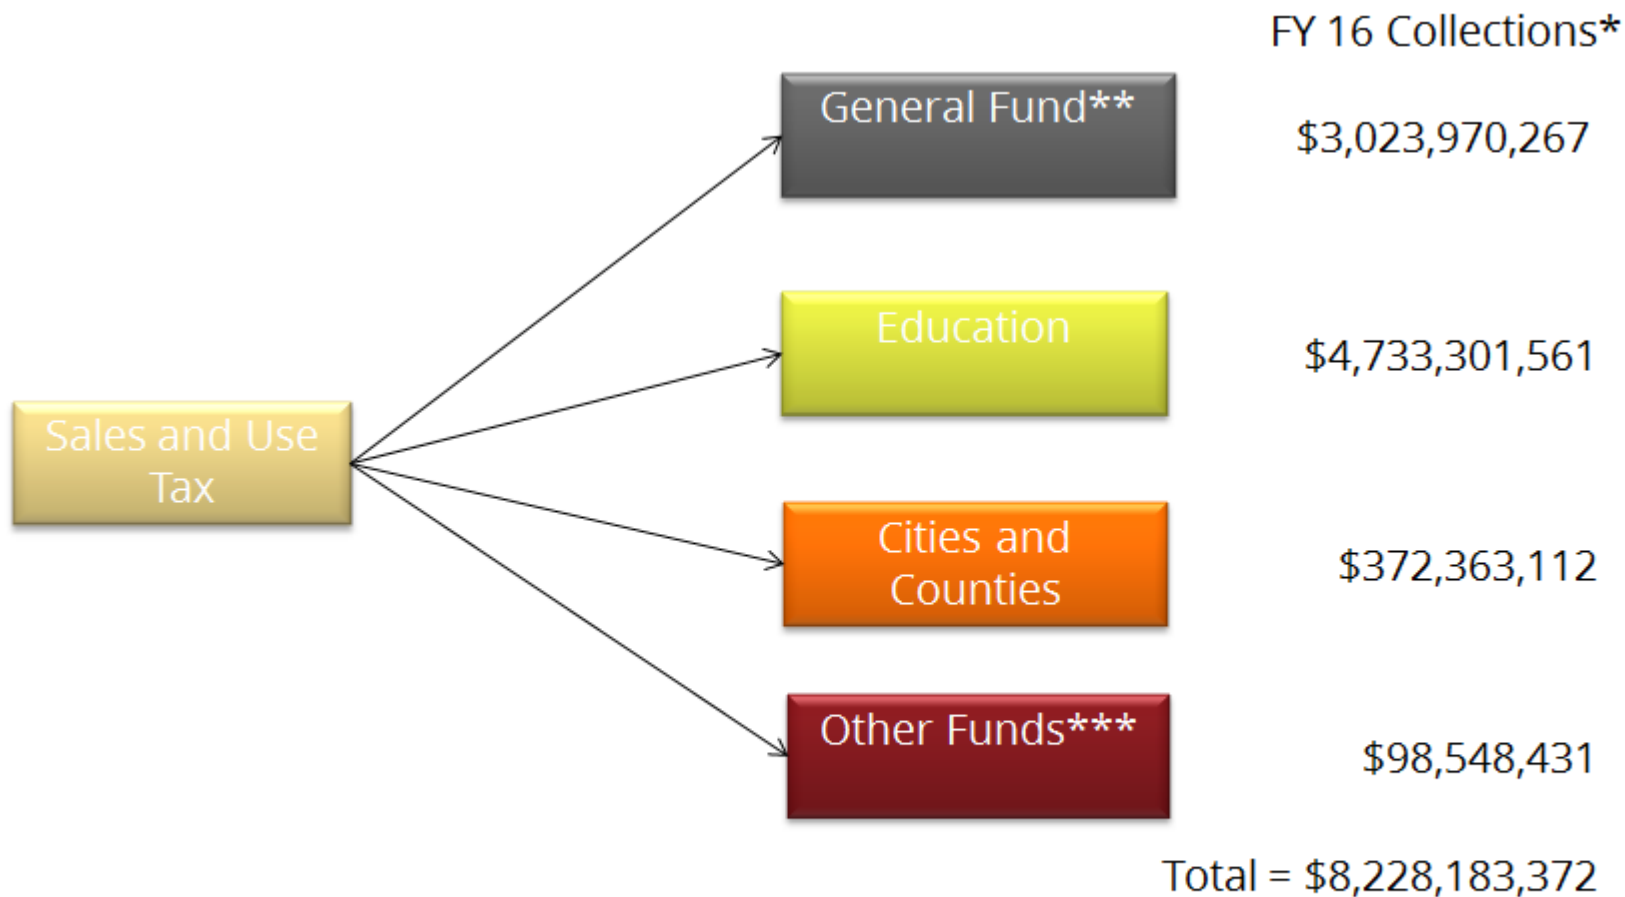 FY 16 Collections*
General Fund**
$3,023,970,267
Education
$4,733,301,561
Sales and Use
Tax
Cities and
Counties
$372,363,112
Other Funds***
$98,548,431
Total = $8,228,183,372